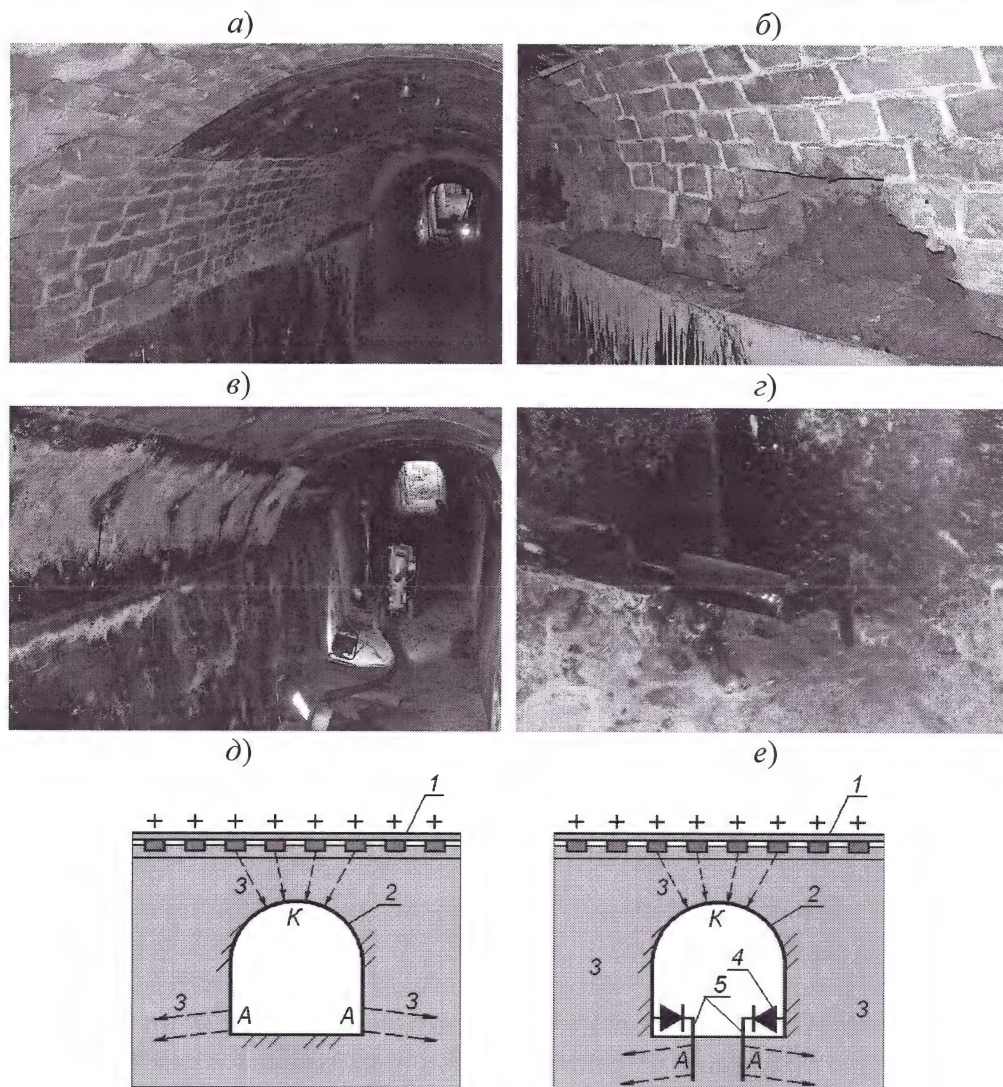 а) б)
в) г)
д) е)
1 1
+ + + + + + + + + + + + + + + +
3 К 2 3 К 2
3 4
5
3 А А 3 3
А А